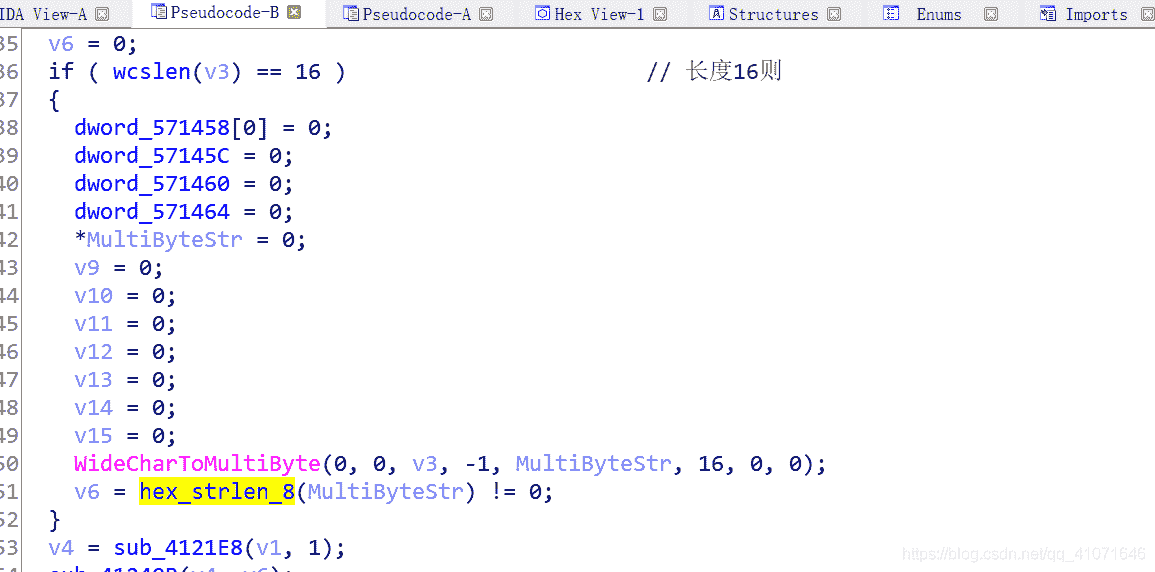 IDA View-A Pseudocode-B Pseudocode-A Hex View-1 Structures Enums Imports
35 v6 = 0;
36 if ( wcslen(v3) == 16 ) // 长度16则
37 {
38 dword_571458[0] = 0;
39 dword_57145C = 0;
40 dword_571460 = 0;
41 dword_571464 = 0;
42 *MultiByteStr = 0;
43 v9 = 0;
44 v10 = 0;
45 v11 = 0;
46 v12 = 0;
47 v13 = 0;
48 v14 = 0;
49 v15 = 0;
50 WideCharToMultiByte(0, 0, v3, -1, MultiByteStr, 16, 0, 0);
51 v6 = hex_strlen_8(MultiByteStr) != 0;
52 }
53 v4 = sub_4121E8(v1, 1);
https://blog.csdn.net/qq_41071646